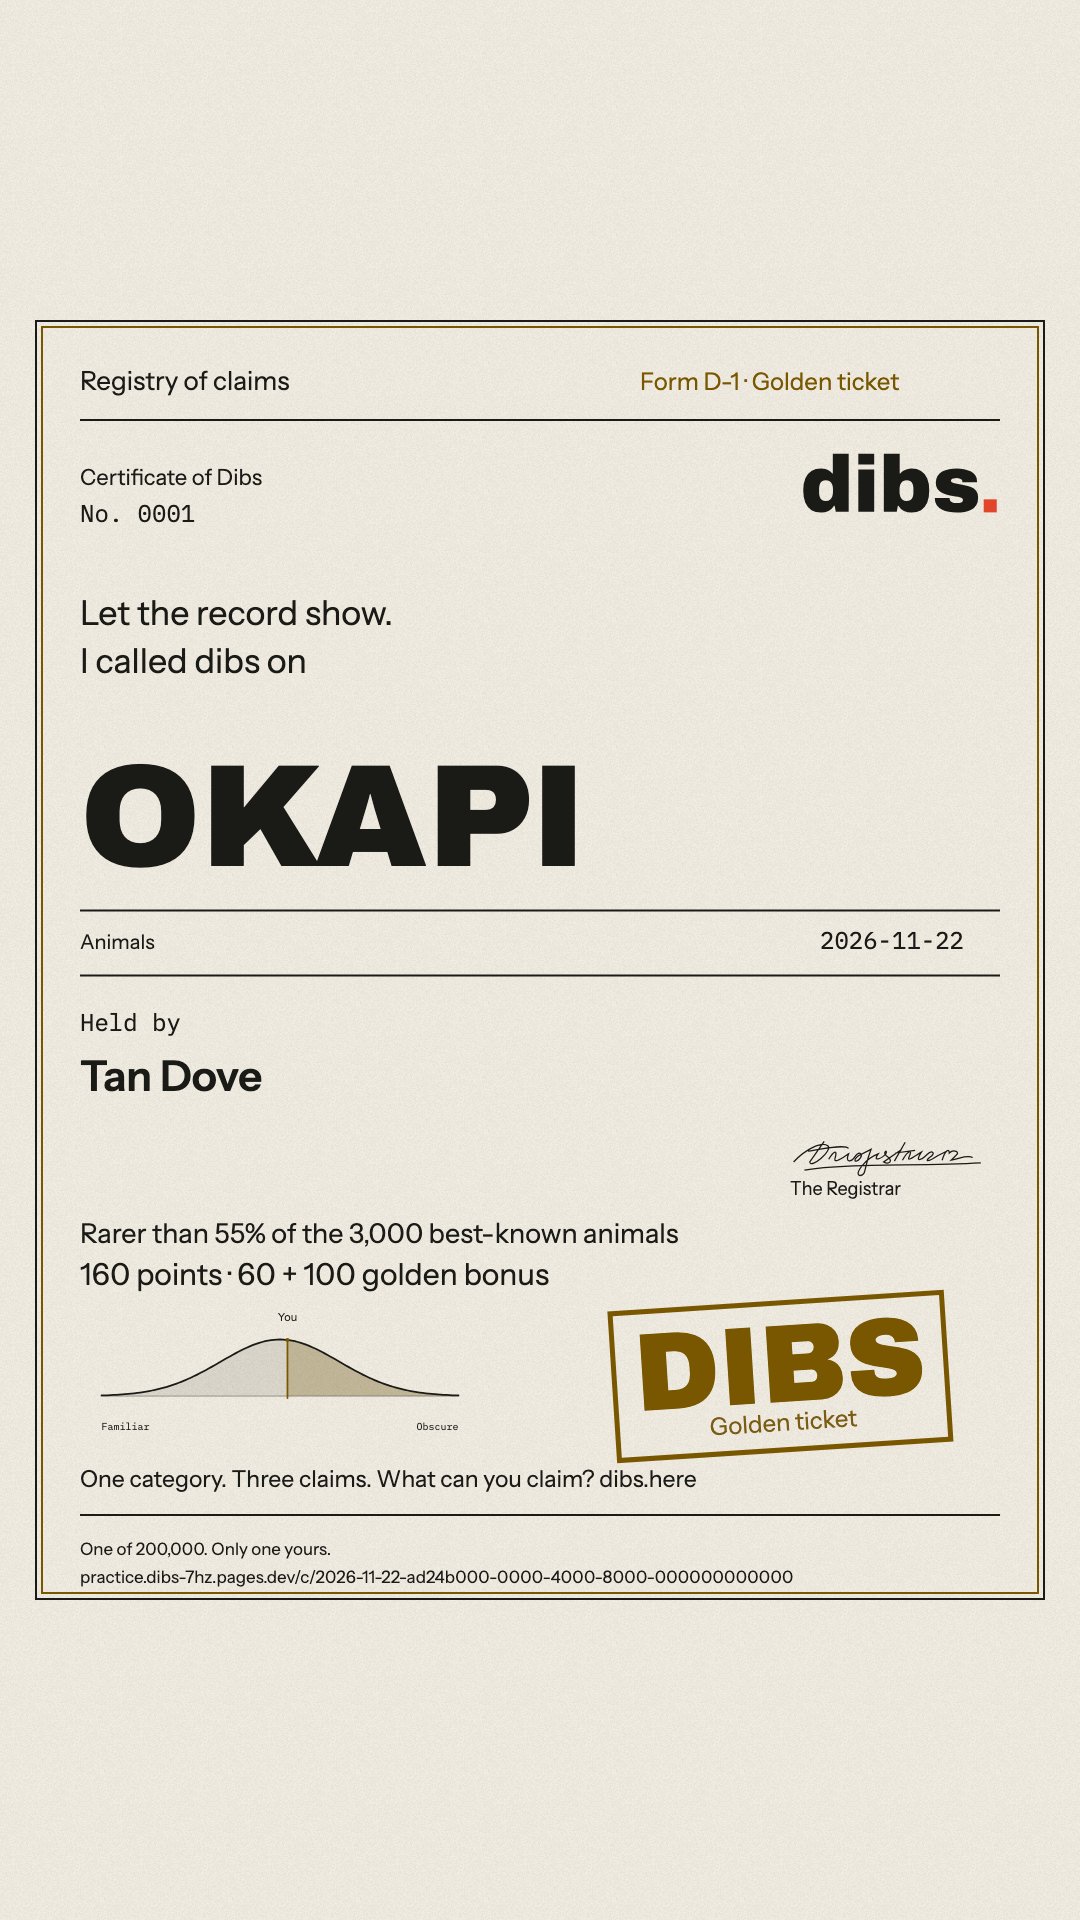 Registry of claims
Form D-1 · Golden ticket
Certificate of Dibs
No. 0001
dibs.
Let the record show.
I called dibs on
OKAPI
Animals
2026-11-22
Held by
Tan Dove
The Registrar
Rarer than 55% of the 3,000 best-known animals
160 points · 60 + 100 golden bonus
You
Familiar
Obscure
DIBS
Golden ticket
One category. Three claims. What can you claim? dibs.here
One of 200,000. Only one yours.
practice.dibs-7hz.pages.dev/c/2026-11-22-ad24b000-0000-4000-8000-000000000000